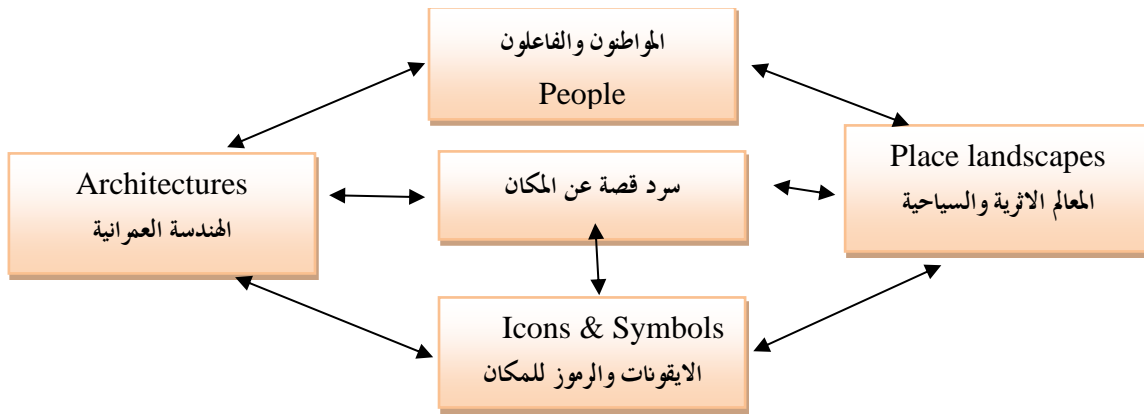 المواطنون والفاعلون
People
Architectures
الهندسة العمرانية
سرد قصة عن المكان
Place landscapes
المعالم الاثرية والسياحية
Icons & Symbols
الايقونات والرموز للمكان